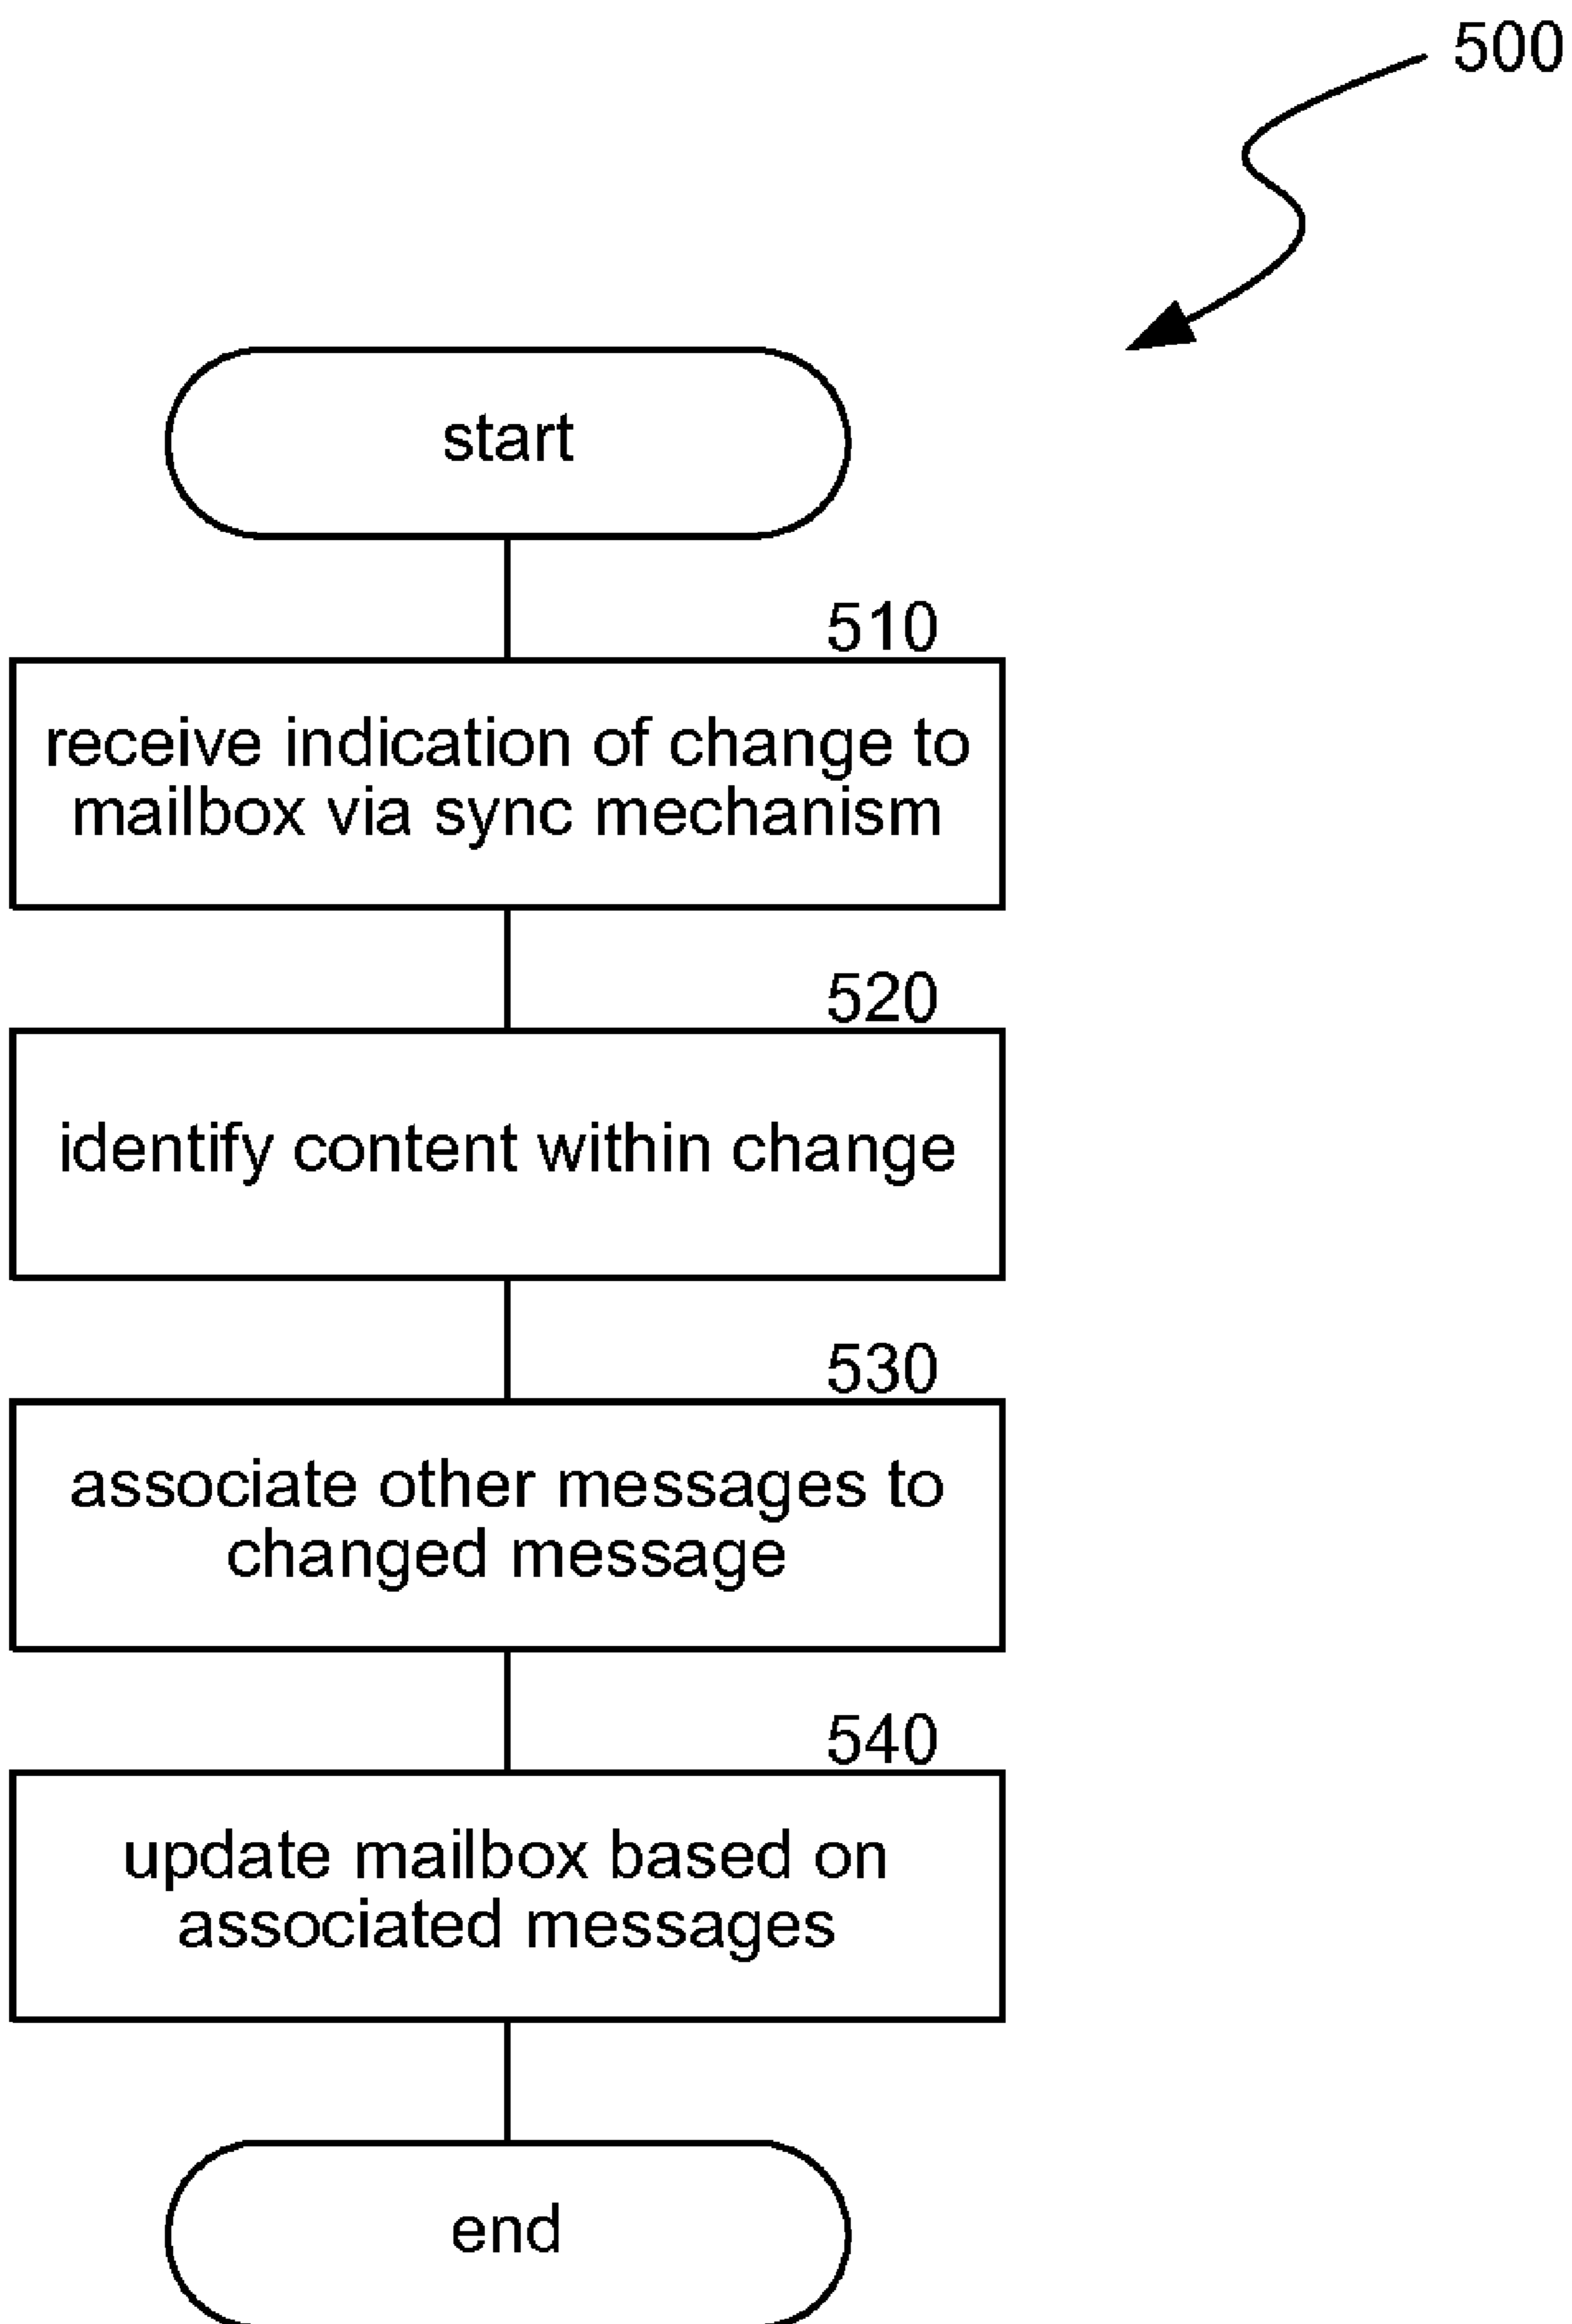 500
start
510
receive indication of change to
mailbox via sync mechanism
520
identify content within change
530
associate other messages to
changed message
540
update mailbox based on
associated messages
end